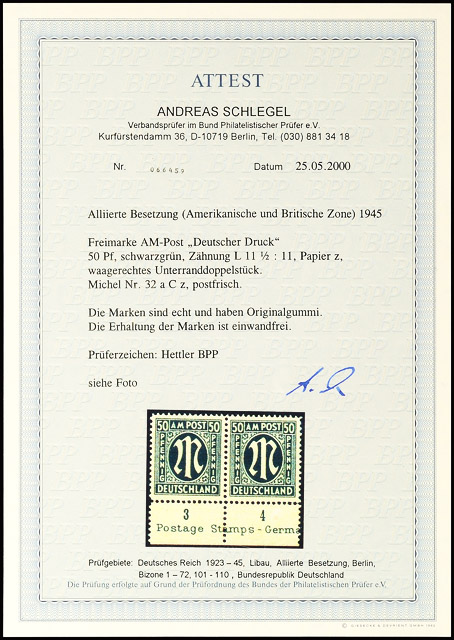 ATTEST
ANDREAS SCHLEGEL
Verbandsprüfer im Bund Philatelistischer Prüfer e.V.
Kurfürstendamm 36, D-10719 Berlin, Tel. (030) 881 34 18
Nr. 066459 Datum 25.05.2000
Alliierte Besetzung (Amerikanische und Britische Zone) 1945
Freimarke AM-Post „Deutscher Druck"
50 Pf, schwarzgrün, Zähnung L 11 ½ : 11, Papier z,
waagerechtes Unterranddoppelstück.
Michel Nr. 32 a C z, postfrisch.
Die Marken sind echt und haben Originalgummi.
Die Erhaltung der Marken ist einwandfrei.
Prüferzeichen: Hettler BPP
siehe Foto
50 AM POST 50 50 AM POST 50
PFENNIG M PFENNIG PFENNIG M PFENNIG
DEUTSCHLAND DEUTSCHLAND
3 4
Postage Stamps - Germa
Prüfgebiete: Deutsches Reich 1923 – 45, Libau, Alliierte Besetzung, Berlin,
Bizone 1 – 72, 101 - 110 , Bundesrepublik Deutschland
Die Prüfung erfolgte auf Grund der Prüfordnung des Bundes der Philatelistischen Prüfer e.V.